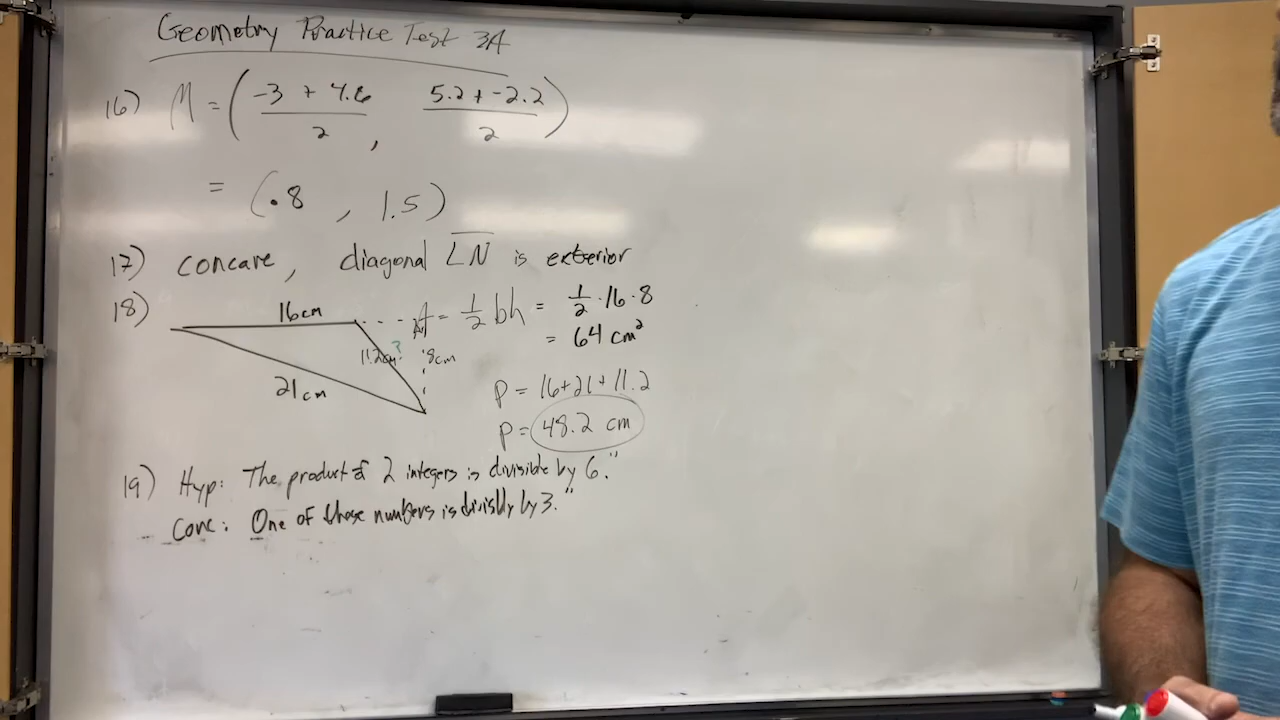 Geometry Practice Test 3A
16) M = (-3 + 4.6 / 2 , 5.2 + -2.2 / 2)
= (.8 , 1.5)
17) concave, diagonal LN is exterior
18) 16cm
A = 1/2 bh = 1/2 · 16 · 8
= 64 cm²
11.2cm ? 8cm
21cm
P = 16+21+11.2
P = 48.2 cm
19) Hyp: The product of 2 integers is divisible by 6."
Conc: One of those numbers is by 3."